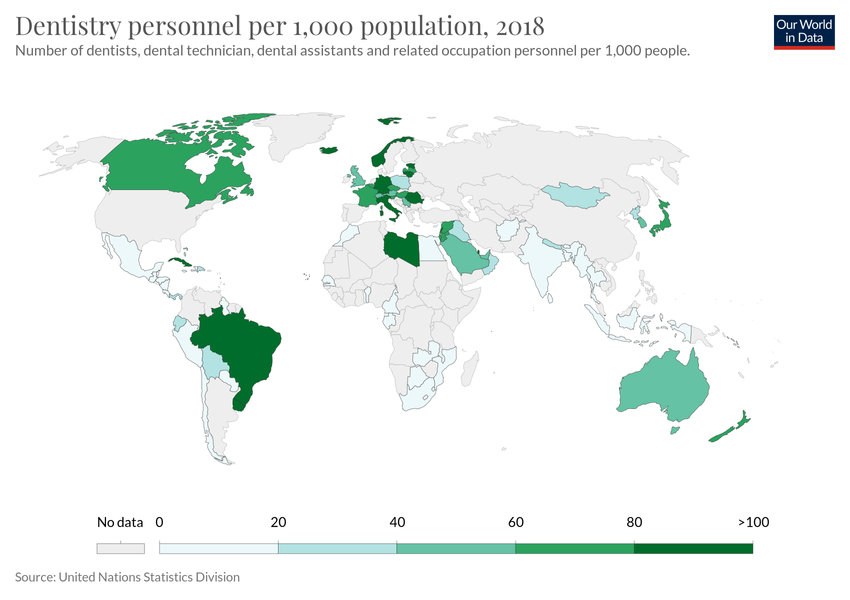 Dentistry personnel per 1,000 population, 2018
Number of dentists, dental technician, dental assistants and related occupation personnel per 1,000 people.
Our World
in Data
No data
0
20
40
60
80
>100
Source: United Nations Statistics Division